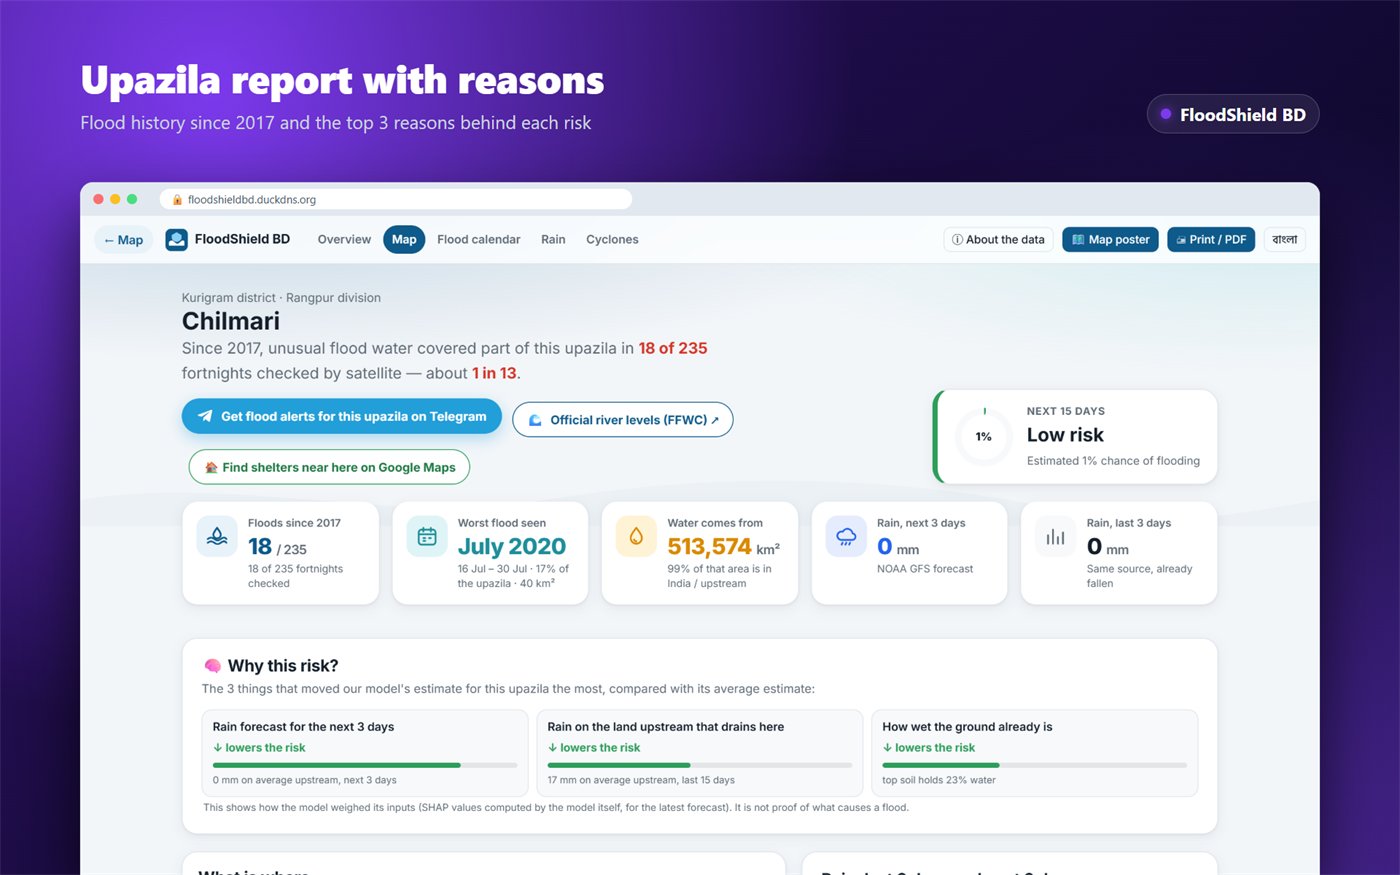 Upazila report with reasons
Flood history since 2017 and the top 3 reasons behind each risk
FloodShield BD
floodshieldbd.duckdns.org
← Map
FloodShield BD
Overview
Map
Flood calendar
Rain
Cyclones
About the data
Map poster
Print / PDF
বাংলা
Kurigram district · Rangpur division
Chilmari
Since 2017, unusual flood water covered part of this upazila in 18 of 235
fortnights checked by satellite — about 1 in 13.
Get flood alerts for this upazila on Telegram
Official river levels (FFWC) ↗
Find shelters near here on Google Maps
1%
NEXT 15 DAYS
Low risk
Estimated 1% chance of flooding
Floods since 2017
18 / 235
18 of 235 fortnights
checked
Worst flood seen
July 2020
16 Jul – 30 Jul · 17% of
the upazila · 40 km²
Water comes from
513,574 km²
99% of that area is in
India / upstream
Rain, next 3 days
0 mm
NOAA GFS forecast
Rain, last 3 days
0 mm
Same source, already
fallen
Why this risk?
The 3 things that moved our model's estimate for this upazila the most, compared with its average estimate:
Rain forecast for the next 3 days
↓ lowers the risk
0 mm on average upstream, next 3 days
Rain on the land upstream that drains here
↓ lowers the risk
17 mm on average upstream, last 15 days
How wet the ground already is
↓ lowers the risk
top soil holds 23% water
This shows how the model weighed its inputs (SHAP values computed by the model itself, for the latest forecast). It is not proof of what causes a flood.
What is where